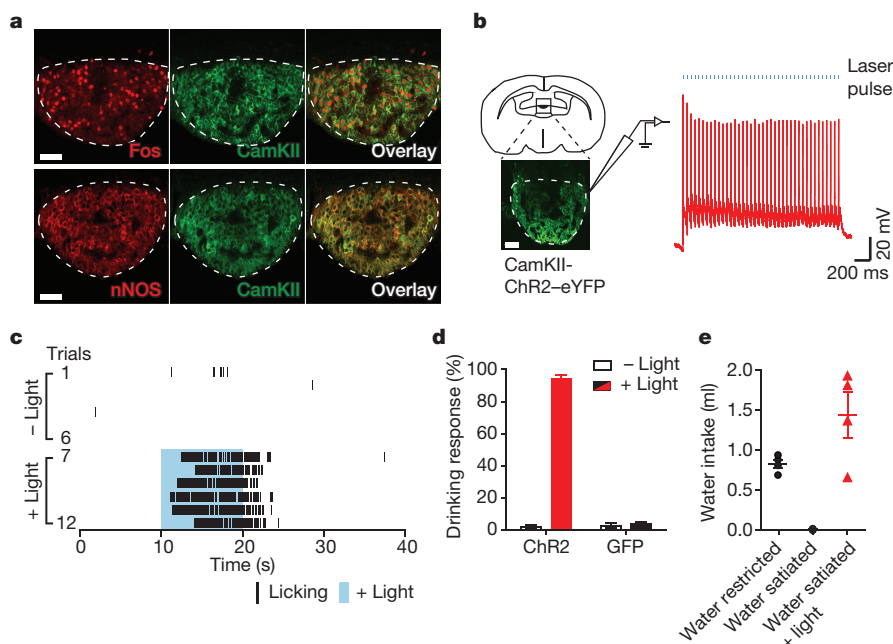 a
Fos
CamKII
Overlay
nNOS
CamKII
Overlay
b
Laser
pulse
20 mV
200 ms
CamKII-
ChR2–eYFP
c
Trials
1
– Light
6
7
+ Light
12
0
10
20
30
40
Time (s)
Licking
+ Light
d
Drinking response (%)
100
80
60
40
20
0
– Light
+ Light
ChR2
GFP
e
Water intake (ml)
2.0
1.5
1.0
0.5
0.0
Water restricted
Water satiated
Water satiated
+ light